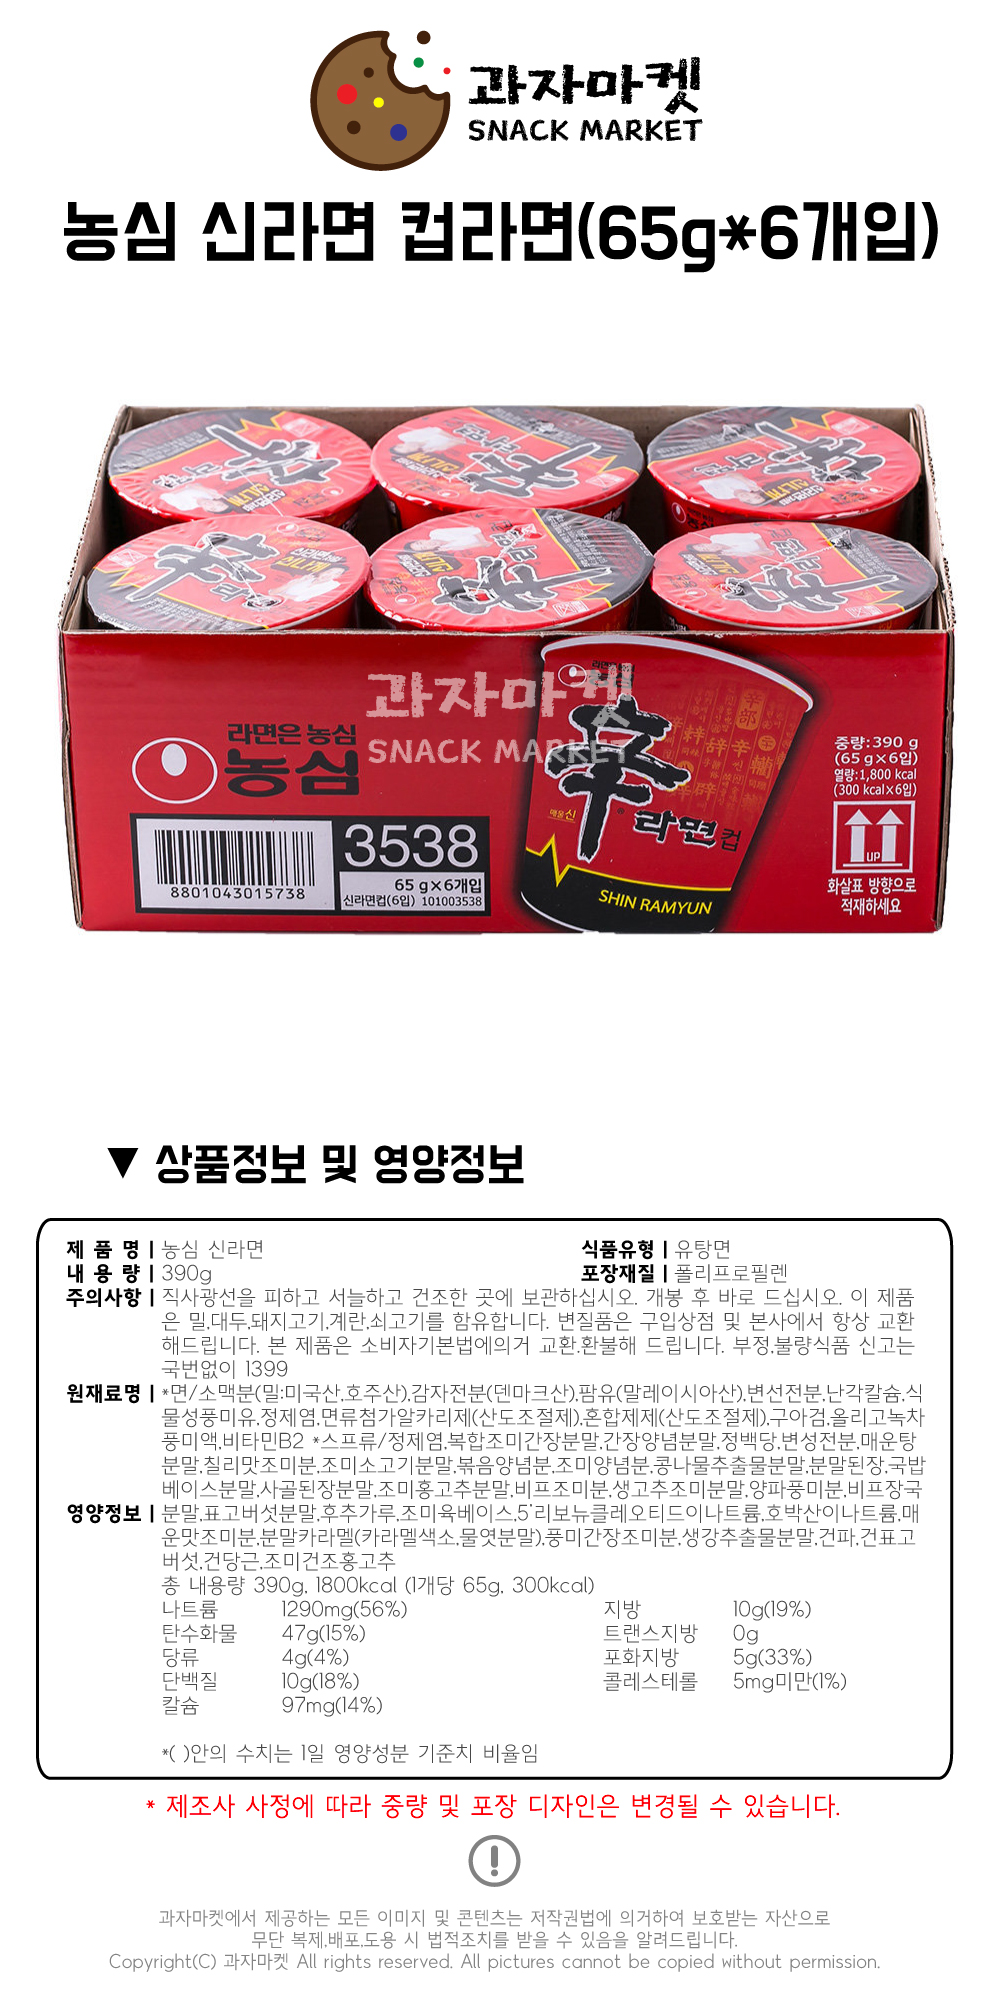 과자마켓
SNACK MARKET
농심 신라면 컵라면(65g*6개입)
과자마켓
SNACK MARKET
라면은 농심
농심
3538
8801043015738
65 g×6개입
신라면컵(6입) 101003538
辛라면컵
매운 신
SHIN RAMYUN
중량:390 g
(65 g×6입)
열량:1,800 kcal
(300 kcal×6입)
UP
화살표 방향으로
적재하세요
▼ 상품정보 및 영양정보
제 품 명 | 농심 신라면 식품유형 | 유탕면
내 용 량 | 390g 포장재질 | 폴리프로필렌
주의사항 | 직사광선을 피하고 서늘하고 건조한 곳에 보관하십시오. 개봉 후 바로 드십시오. 이 제품
은 밀,대두,돼지고기,계란,쇠고기를 함유합니다. 변질품은 구입상점 및 본사에서 항상 교환
해드립니다. 본 제품은 소비자기본법에의거 교환.환불해 드립니다. 부정,불량식품 신고는
국번없이 1399
원재료명 | *면/소맥분(밀:미국산,호주산),감자전분(덴마크산),팜유(말레이시아산),변선전분,난각칼슘,식
물성풍미유,정제염,면류첨가알카리제(산도조절제),혼합제제(산도조절제),구아검,올리고녹차
풍미액,비타민B2 *스프류/정제염,복합조미간장분말,간장양념분말,정백당,변성전분,매운탕
분말,칠리맛조미분,조미소고기분말,볶음양념분,조미양념분,콩나물추출물분말,분말된장,국밥
베이스분말,사골된장분말,조미홍고추분말,비프조미분,생고추조미분말,양파풍미분,비프장국
영양정보 | 분말,표고버섯분말,후추가루,조미육베이스,5'리보뉴클레오티드이나트륨,호박산이나트륨,매
운맛조미분,분말카라멜(카라멜색소,물엿분말),풍미간장조미분,생강추출물분말,건파,건표고
버섯,건당근,조미건조홍고추
총 내용량 390g, 1800kcal (1개당 65g, 300kcal)
나트륨 1290mg(56%) 지방 10g(19%)
탄수화물 47g(15%) 트랜스지방 0g
당류 4g(4%) 포화지방 5g(33%)
단백질 10g(18%) 콜레스테롤 5mg미만(1%)
칼슘 97mg(14%)
*( )안의 수치는 1일 영양성분 기준치 비율임
* 제조사 사정에 따라 중량 및 포장 디자인은 변경될 수 있습니다.
과자마켓에서 제공하는 모든 이미지 및 콘텐츠는 저작권법에 의거하여 보호받는 자산으로
무단 복제,배포,도용 시 법적조치를 받을 수 있음을 알려드립니다.
Copyright(C) 과자마켓 All rights reserved. All pictures cannot be copied without permission.